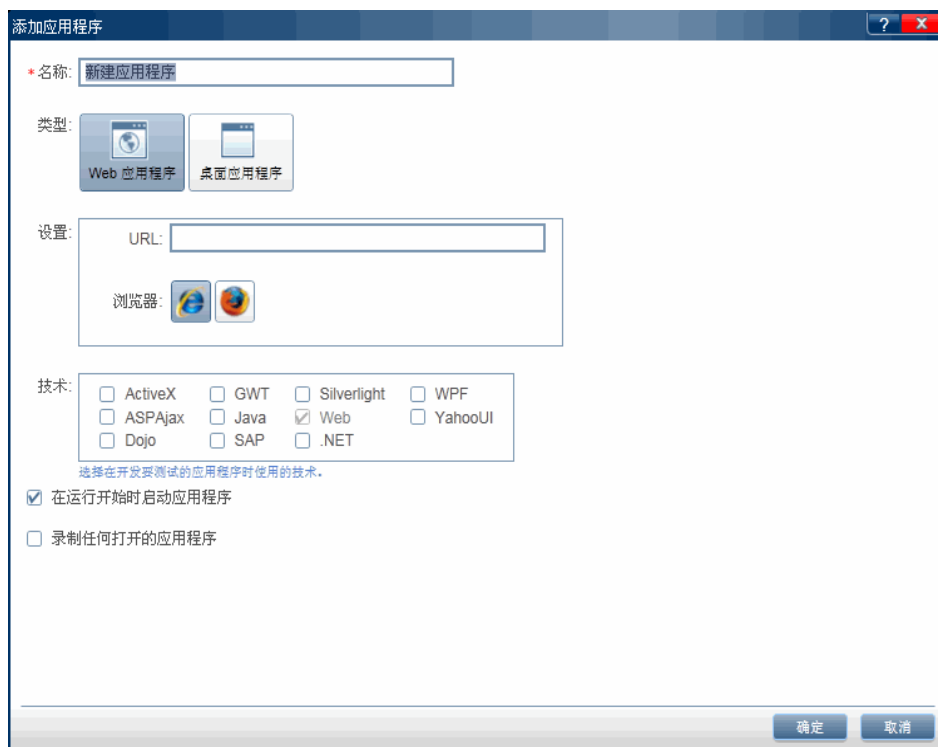 添加应用程序
? X
*名称: 新建应用程序
类型:
Web 应用程序 桌面应用程序
设置: URL:
浏览器:
技术:
ActiveX GWT Silverlight WPF
ASPAjax Java Web YahooUI
Dojo SAP .NET
选择在开发要测试的应用程序时使用的技术。
在运行开始时启动应用程序
录制任何打开的应用程序
确定 取消